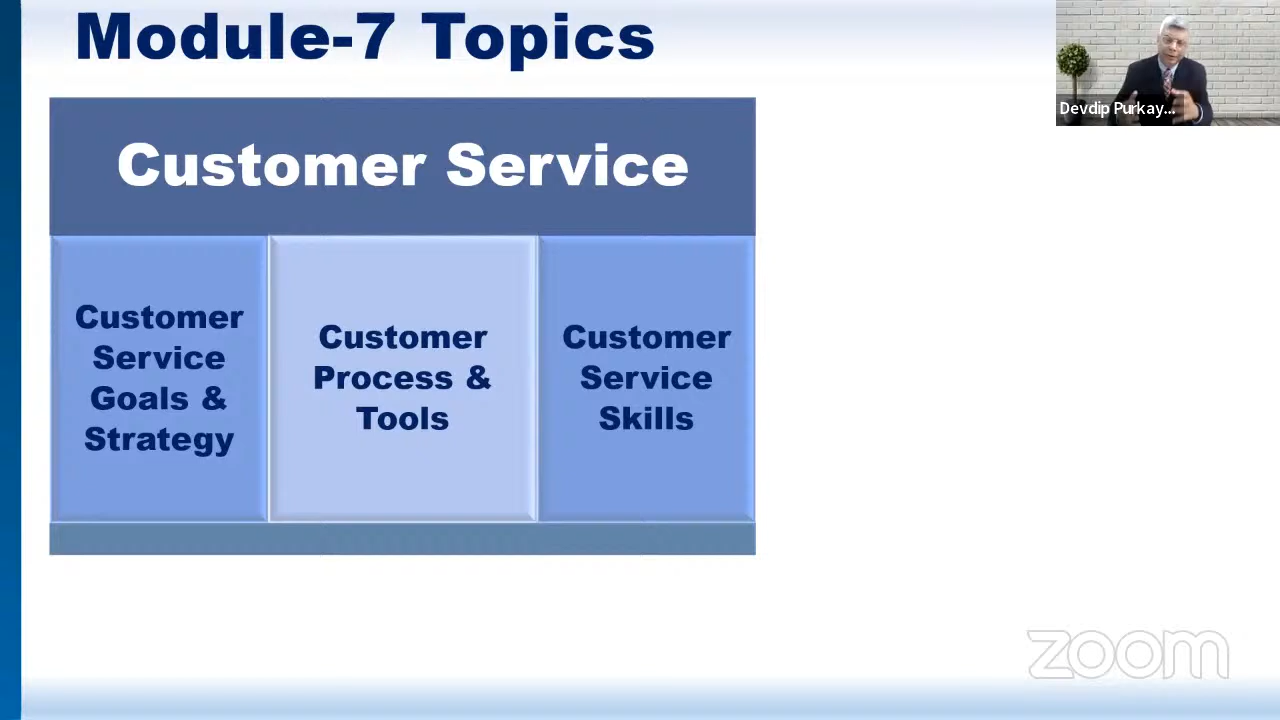 Module-7 Topics
Devdip Purkay...
Customer Service
Customer
Service
Goals &
Strategy
Customer
Process &
Tools
Customer
Service
Skills
zoom